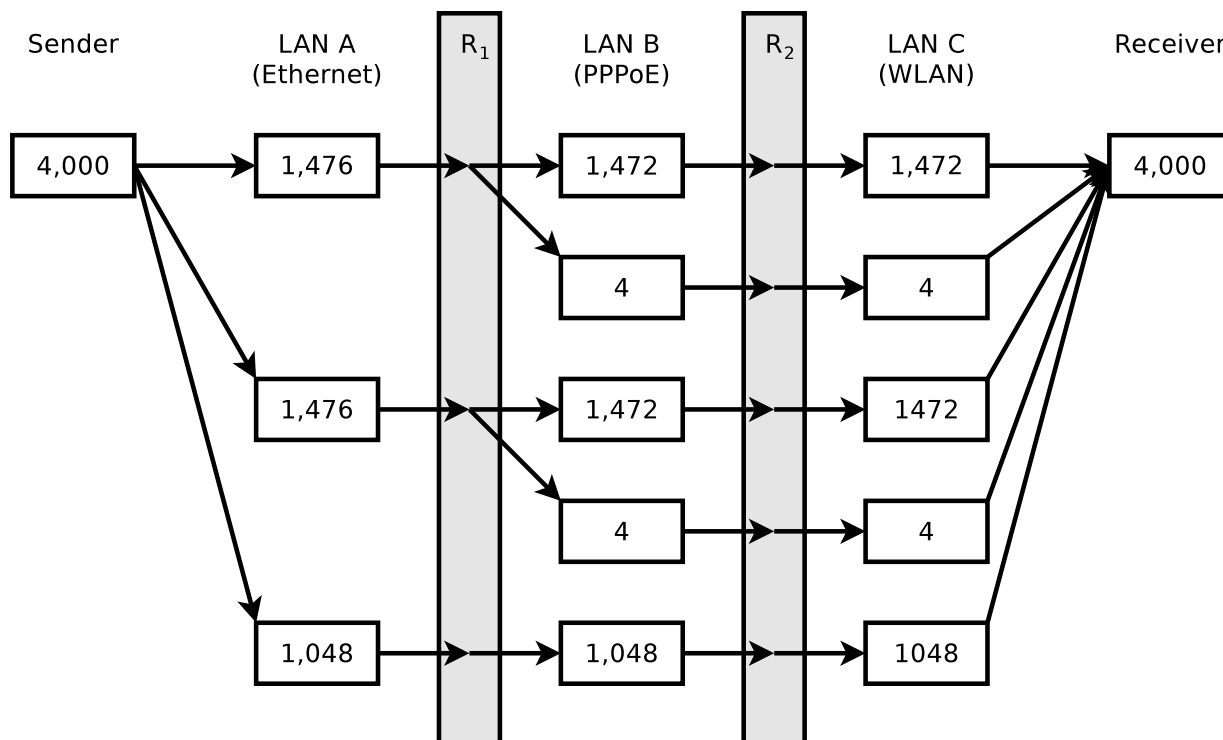 Sender LAN A R1 LAN B R2 LAN C Receiver
(Ethernet) (PPPoE) (WLAN)
4,000 1,476 1,472 1,472 4,000
4 4
1,476 1,472 1472
4 4
1,048 1,048 1048